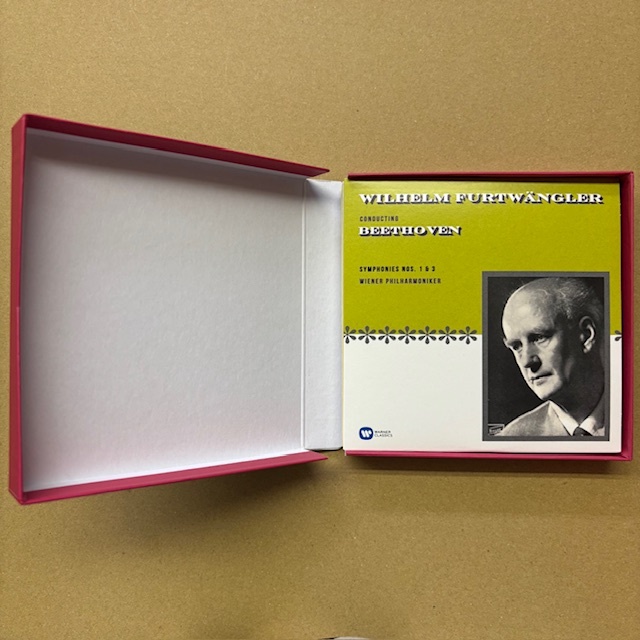 WILHELM FURTWÄNGLER
CONDUCTING
BEETHOVEN
SYMPHONIES NOS. 1 & 3
WIENER PHILHARMONIKER
WARNER
CLASSICS